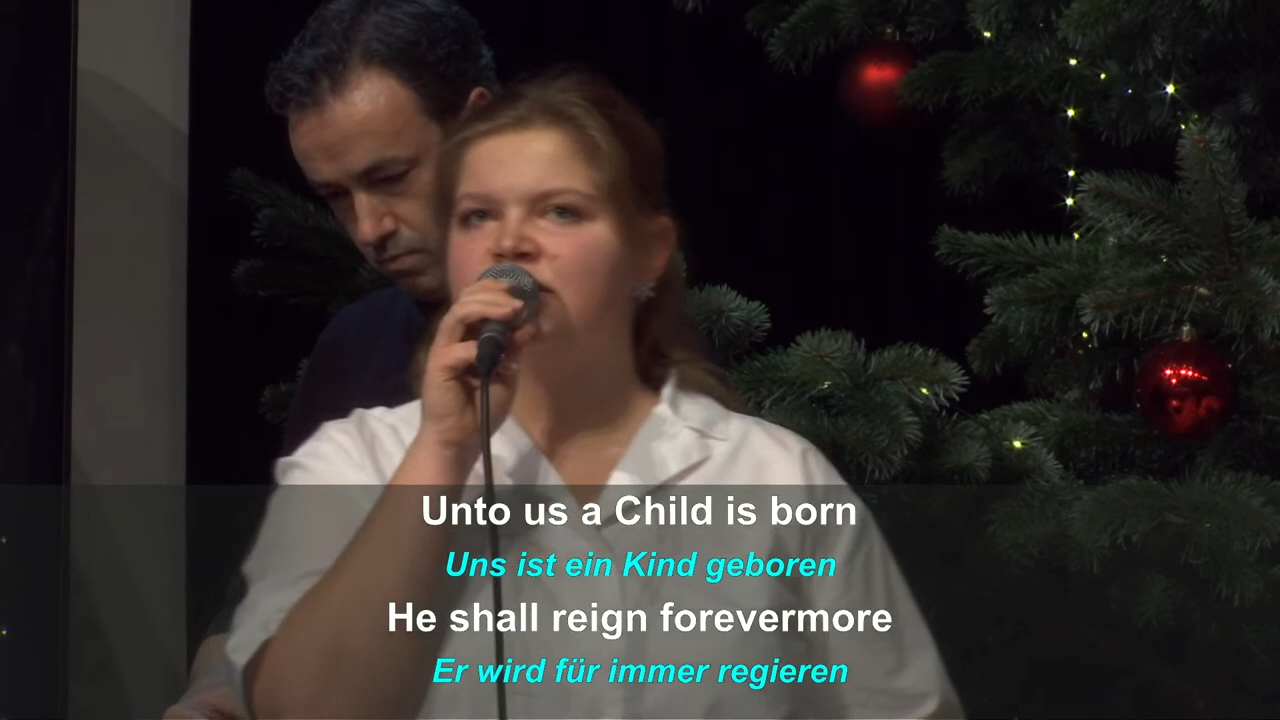 Unto us a Child is born
Uns ist ein Kind geboren
He shall reign forevermore
Er wird für immer regieren